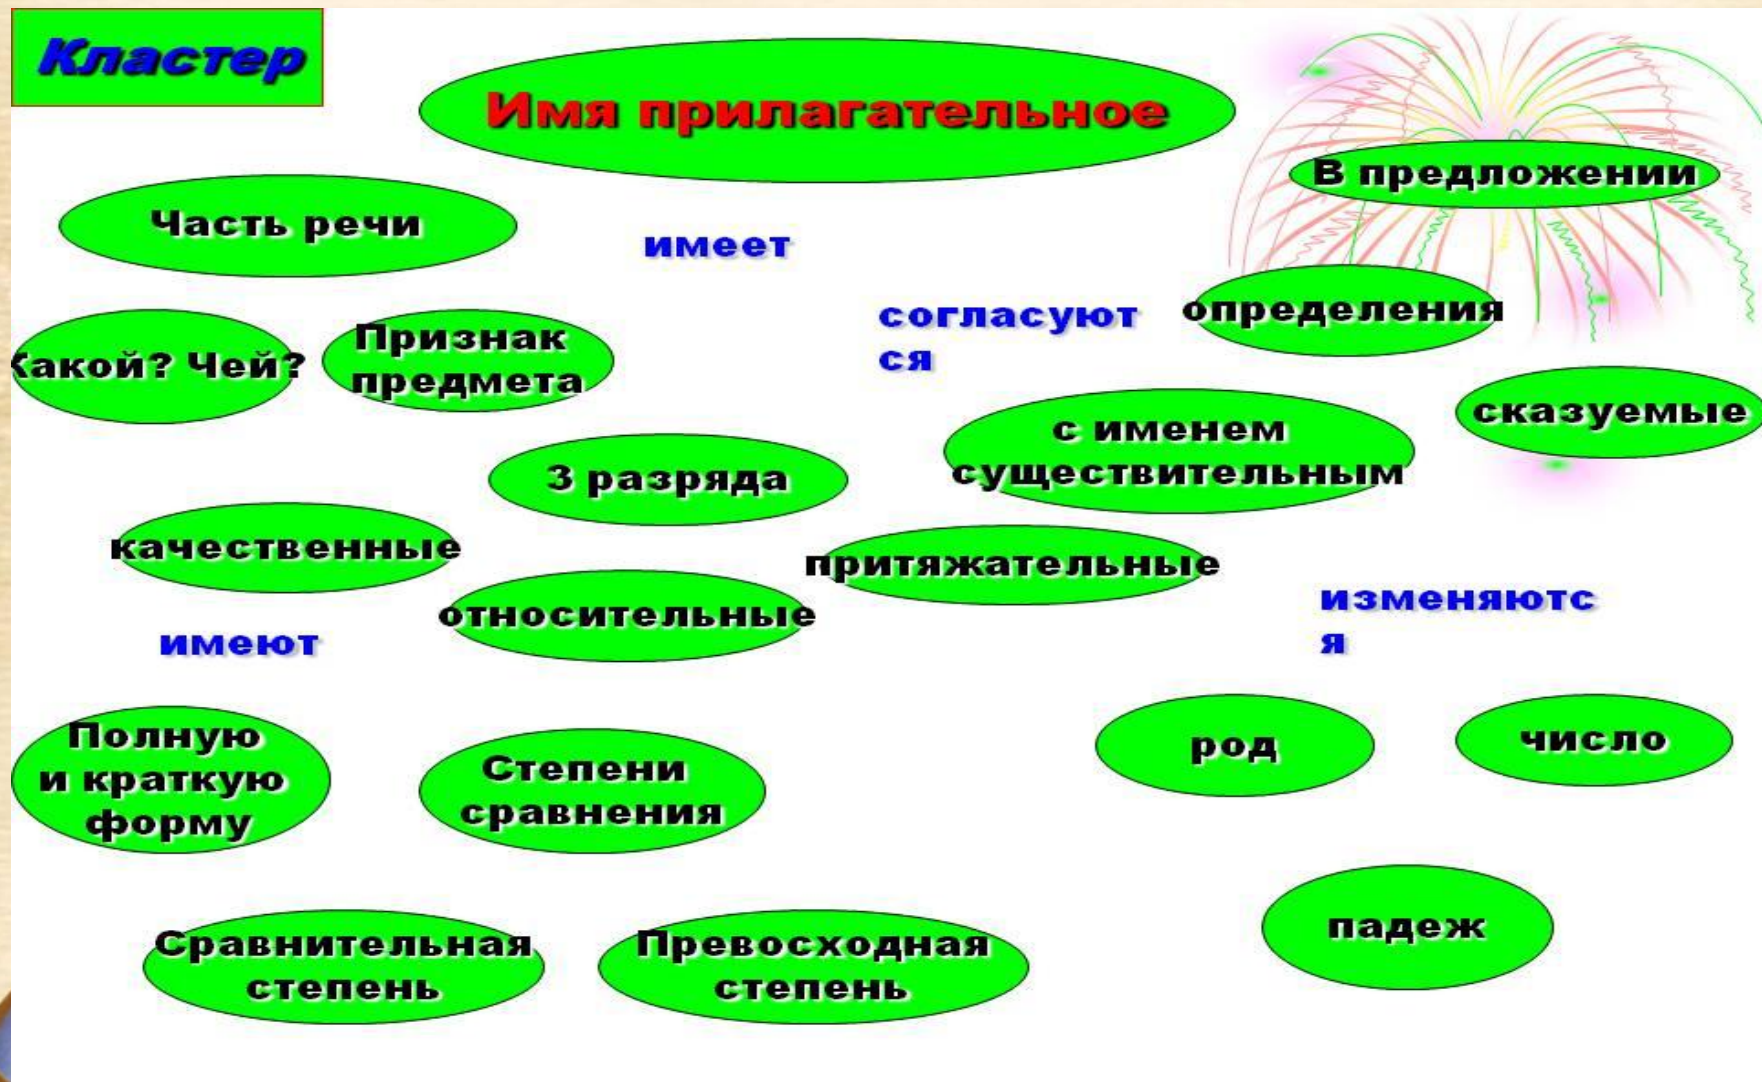 Кластер
Имя прилагательное
В предложении
Часть речи
имеет
согласуют
ся
определения
Какой? Чей?
Признак
предмета
с именем
существительным
сказуемые
3 разряда
качественные
притяжательные
относительные
имеют
изменяютс
я
Полную
и краткую
форму
Степени
сравнения
род
число
Сравнительная
степень
Превосходная
степень
падеж